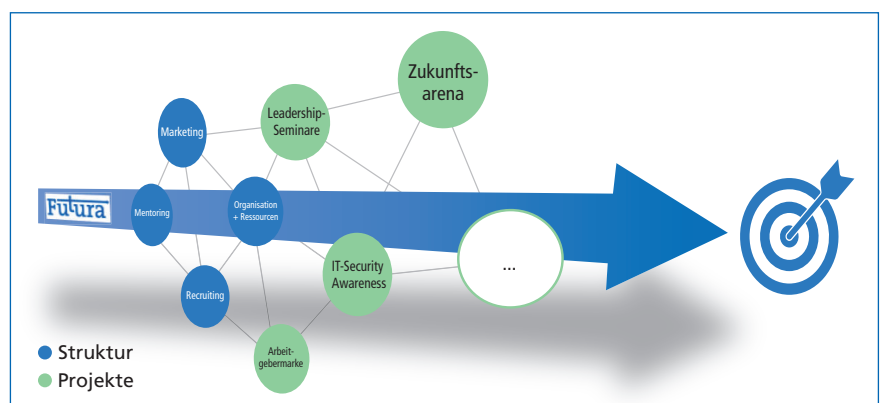 Zukunfts-
arena
Leadership-
Seminare
Marketing
Futura
Mentoring
Organisation
+ Ressourcen
IT-Security
Awareness
...
Recruiting
Arbeit-
gebermarke
Struktur
Projekte